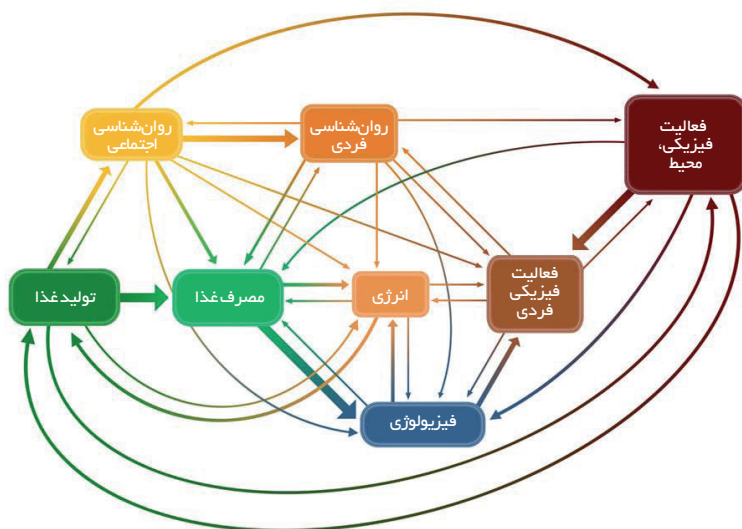 روان‌شناسی
اجتماعی
روان‌شناسی
فردی
فعالیت
فیزیکی،
محیط
تولید غذا
مصرف غذا
انرژی
فعالیت
فیزیکی
فردی
فیزیولوژی